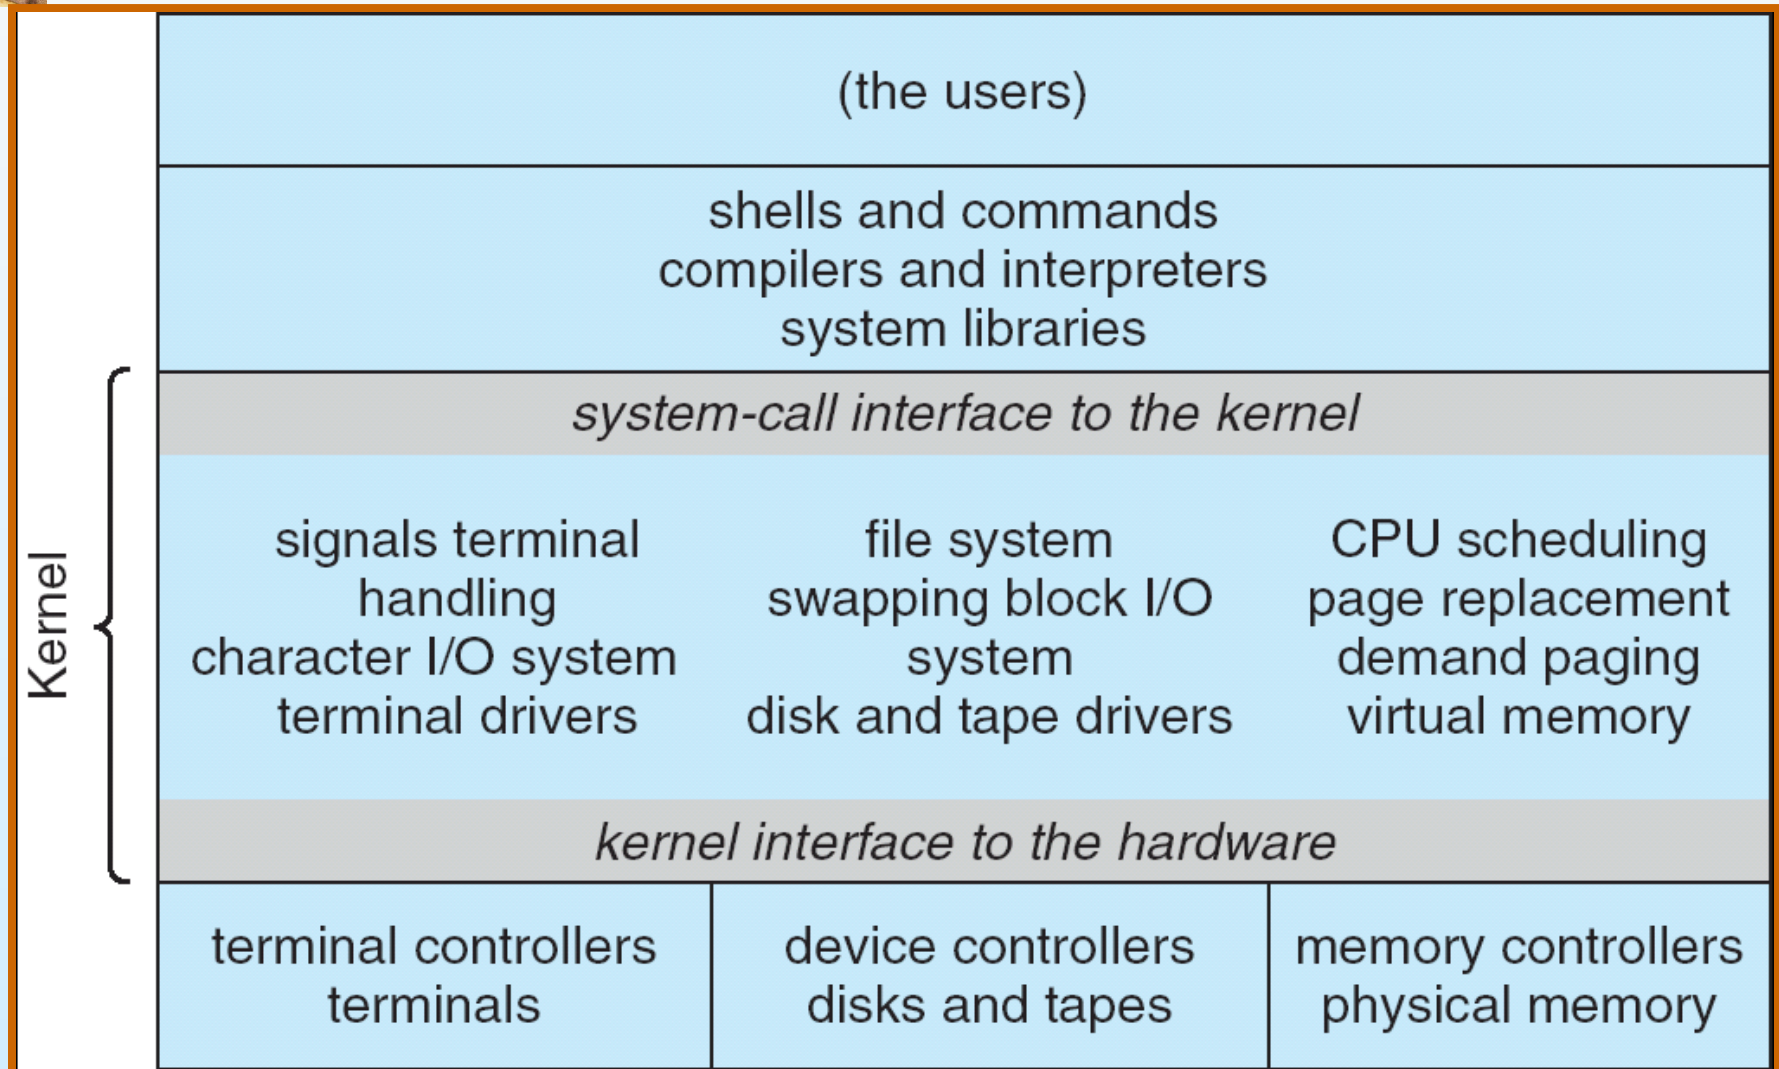 (the users)
shells and commands
compilers and interpreters
system libraries
system-call interface to the kernel
Kernel
signals terminal
handling
character I/O system
terminal drivers
file system
swapping block I/O
system
disk and tape drivers
CPU scheduling
page replacement
demand paging
virtual memory
kernel interface to the hardware
terminal controllers
terminals
device controllers
disks and tapes
memory controllers
physical memory